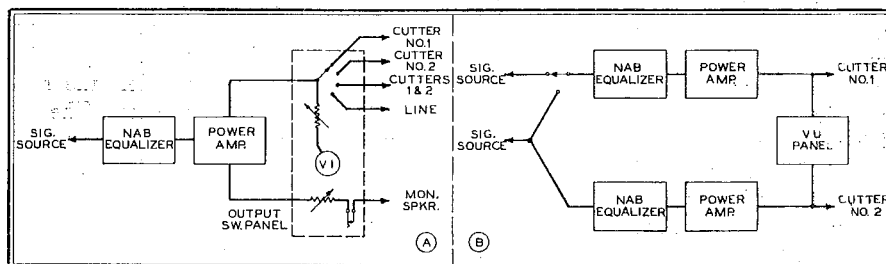 CUTTER
NO.1
CUTTER
NO.2
CUTTERS
1 & 2
LINE
SIG.
SOURCE
NAB
EQUALIZER
POWER
AMP.
VI
OUTPUT
SW. PANEL
MON.
SPKR.
A
B
SIG.
SOURCE
NAB
EQUALIZER
POWER
AMP.
CUTTER
NO.1
SIG.
SOURCE
VU
PANEL
NAB
EQUALIZER
POWER
AMP.
CUTTER
NO. 2